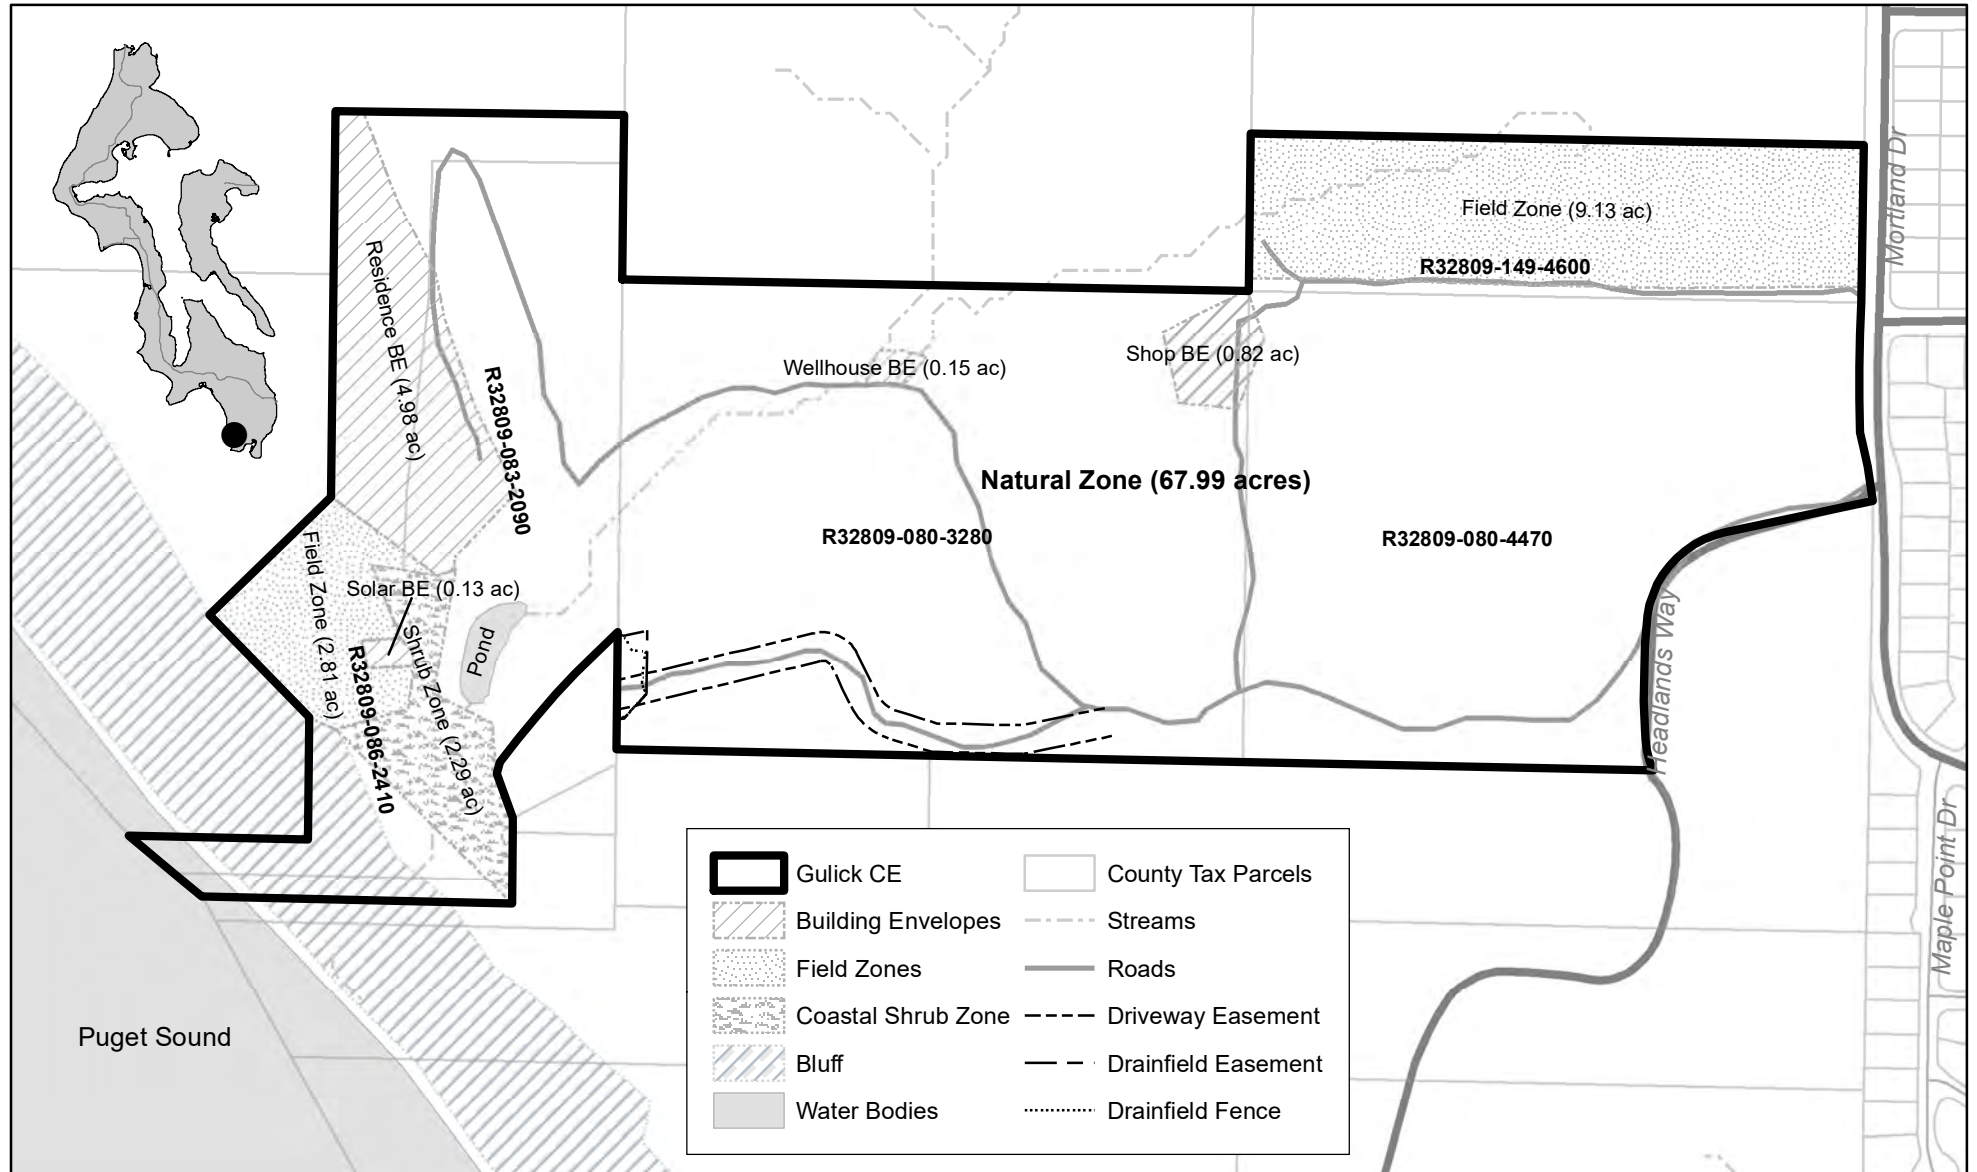 Mortland Dr
Field Zone (9.13 ac)
R32809-149-4600
Residence BE (4.98 ac)
R32809-083-2090
Wellhouse BE (0.15 ac)
Shop BE (0.82 ac)
Natural Zone (67.99 acres)
R32809-080-3280
R32809-080-4470
Field Zone (2.81 ac)
Solar BE (0.13 ac)
Shrub Zone (2.29 ac)
Pond
R32809-086-2410
Headlands Way
Maple Point Dr
Puget Sound
Gulick CE
Building Envelopes
Field Zones
Coastal Shrub Zone
Bluff
Water Bodies
County Tax Parcels
Streams
Roads
Driveway Easement
Drainfield Easement
Drainfield Fence